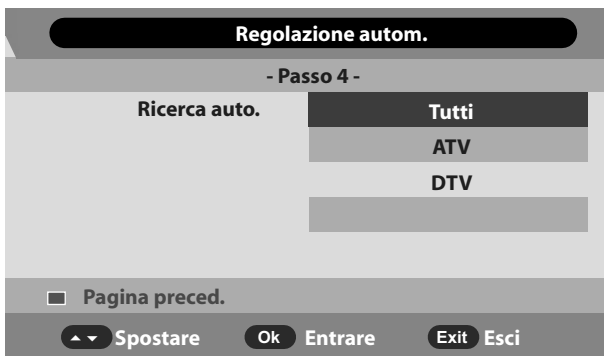 Regolazione autom.
- Passo 4 -
Ricerca auto. Tutti
ATV
DTV
Pagina preced.
Spostare Ok Entrare Exit Esci